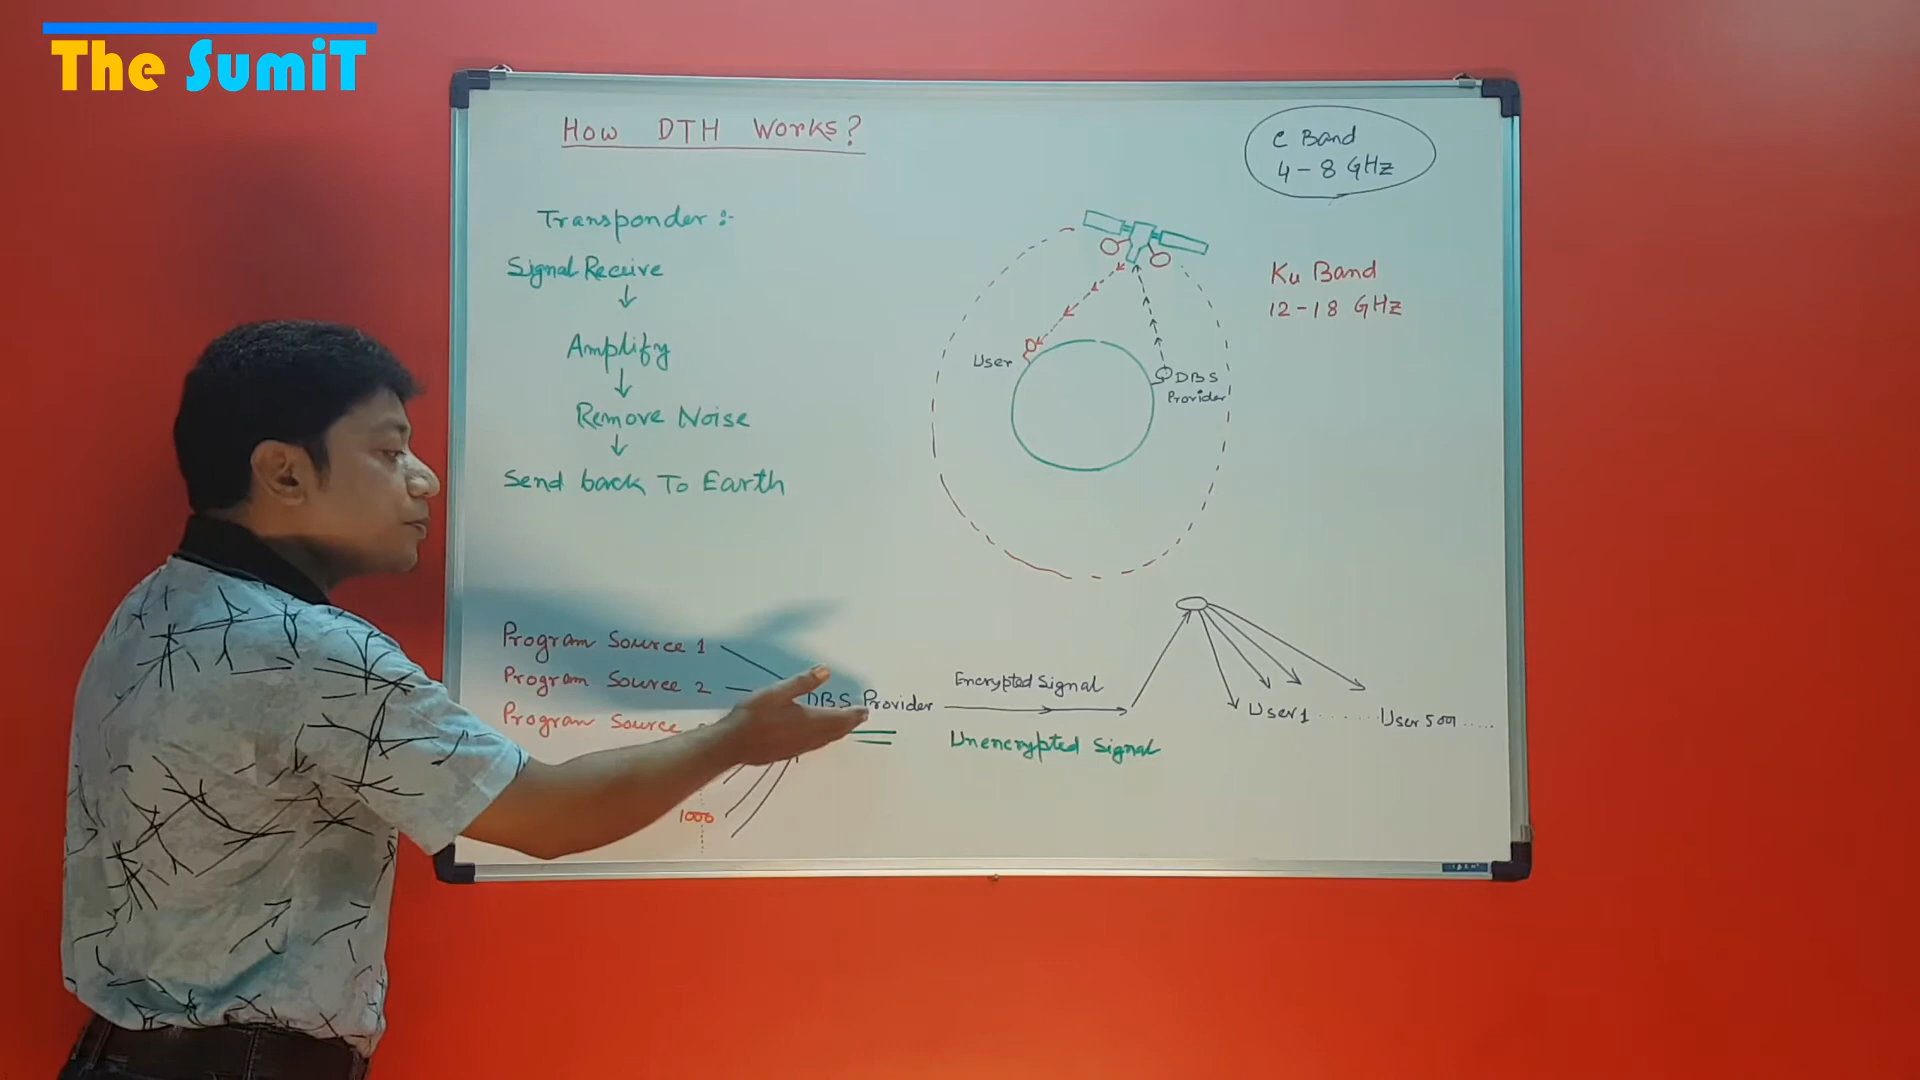 The SumiT
How DTH Works?
C Band
4-8 GHz
Transponder :-
Signal Receive
Amplify
Remove Noise
Send back To Earth
Ku Band
12-18 GHz
User
DBS
Provider
Program Source 1
Program Source 2
Program Source
1000
DBS Provider
Encrypted Signal
Unencrypted Signal
User 1 ....... User 500 ....